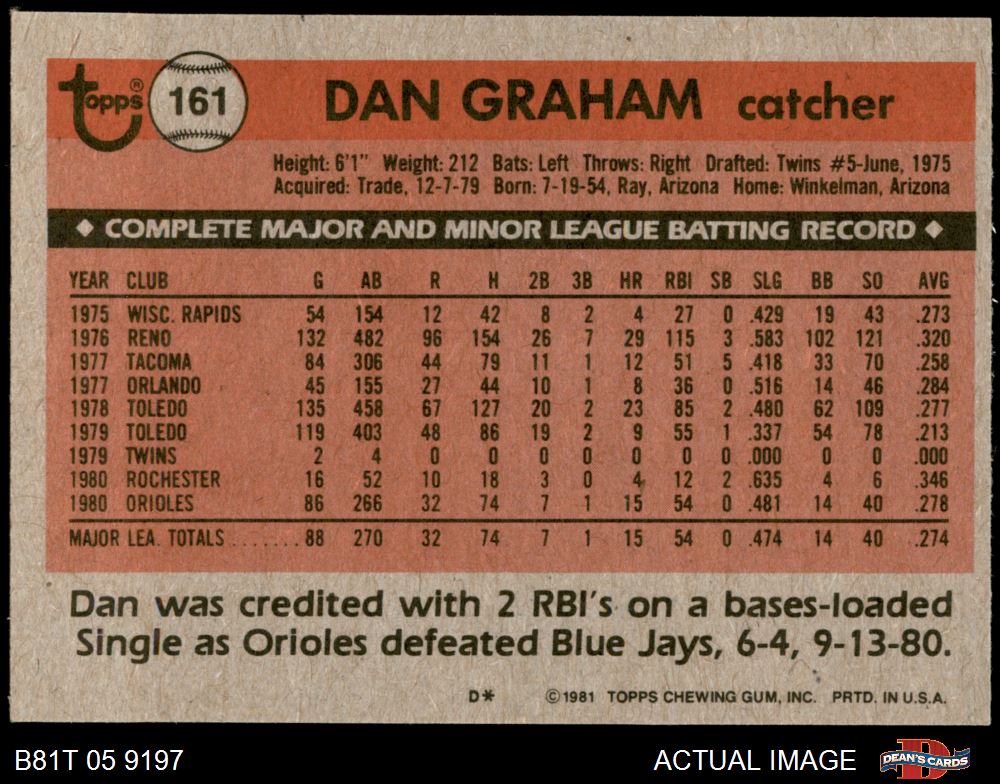 Topps® 161 DAN GRAHAM catcher
Height: 6'1" Weight: 212 Bats: Left Throws: Right Drafted: Twins #5-June, 1975
Acquired: Trade, 12-7-79 Born: 7-19-54, Ray, Arizona Home: Winkelman, Arizona
◆ COMPLETE MAJOR AND MINOR LEAGUE BATTING RECORD ◆
YEAR CLUB G AB R H 2B 3B HR RBI SB SLG BB SO AVG
1975 WISC. RAPIDS 54 154 12 42 8 2 4 27 0 .429 19 43 .273
1976 RENO 132 482 96 154 26 7 29 115 3 .583 102 121 .320
1977 TACOMA 84 306 44 79 11 1 12 51 5 .418 33 70 .258
1977 ORLANDO 45 155 27 44 10 1 8 36 0 .516 14 46 .284
1978 TOLEDO 135 458 67 127 20 2 23 85 2 .480 62 109 .277
1979 TOLEDO 119 403 48 86 19 2 9 55 1 .337 54 78 .213
1979 TWINS 2 4 0 0 0 0 0 0 0 .000 0 0 .000
1980 ROCHESTER 16 52 10 18 3 0 4 12 2 .635 4 6 .346
1980 ORIOLES 86 266 32 74 7 1 15 54 0 .481 14 40 .278
MAJOR LEA. TOTALS ....... 88 270 32 74 7 1 15 54 0 .474 14 40 .274
Dan was credited with 2 RBI's on a bases-loaded
Single as Orioles defeated Blue Jays, 6-4, 9-13-80.
D* ©1981 TOPPS CHEWING GUM, INC. PRTD. IN U.S.A.
B81T 05 9197 ACTUAL IMAGE D DEAN'S CARDS